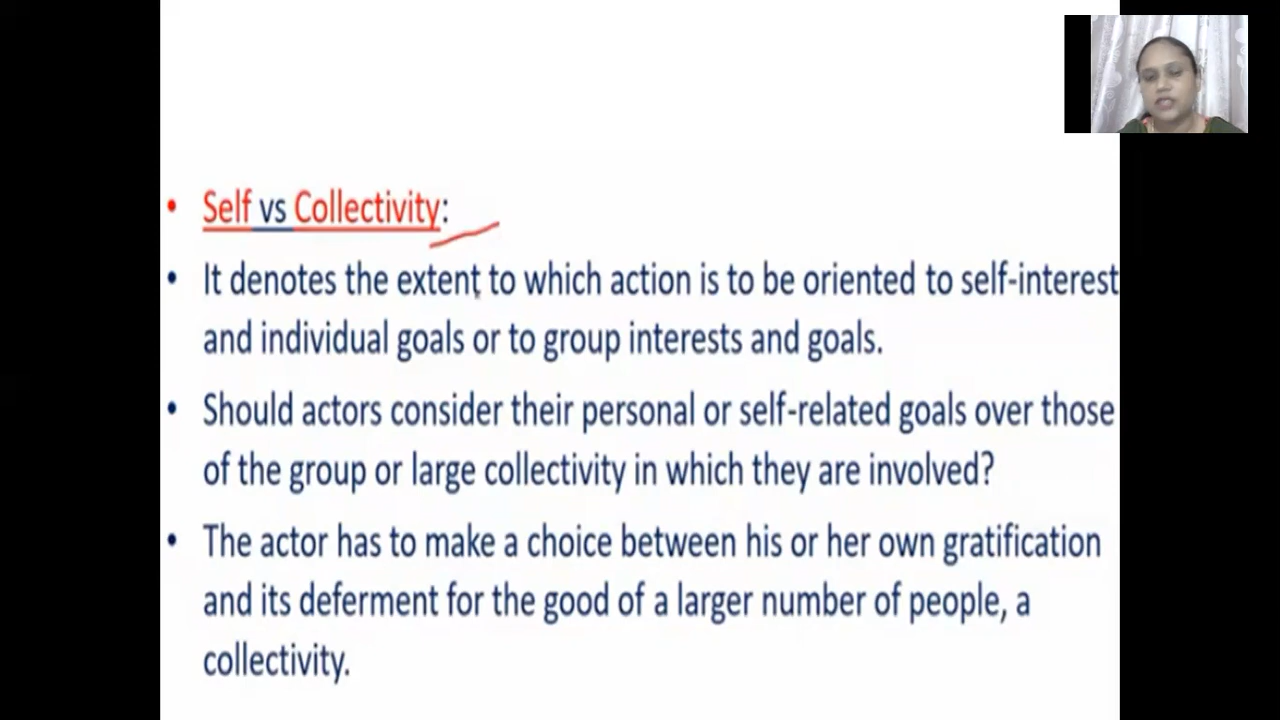 • Self vs Collectivity:
• It denotes the extent to which action is to be oriented to self-interest
and individual goals or to group interests and goals.
• Should actors consider their personal or self-related goals over those
of the group or large collectivity in which they are involved?
• The actor has to make a choice between his or her own gratification
and its deferment for the good of a larger number of people, a
collectivity.